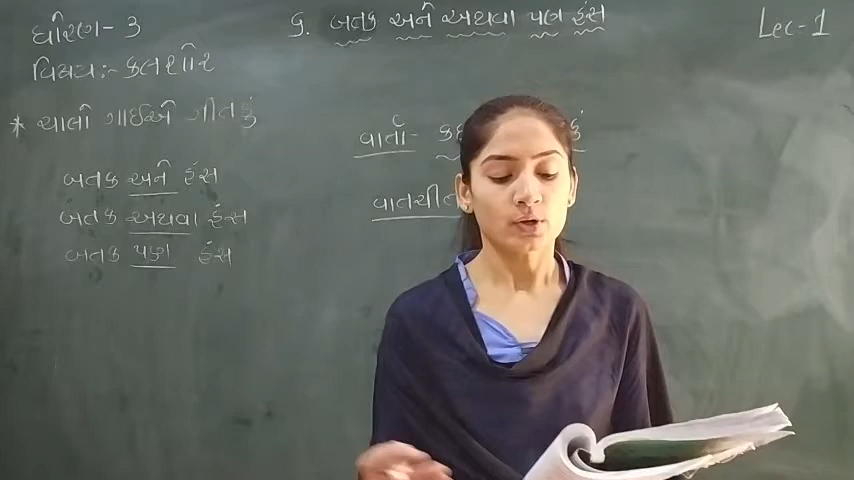 ધોરણ - 3
વિષય :- કલશોર
૬. બતક અને અથવા પણ હંસ
Lec - 1
* ચાલો ગાઈએ ગીતડું
બતક અને હંસ
બતક અથવા હંસ
બતક પણ હંસ
વાર્તા -
વાતચીત